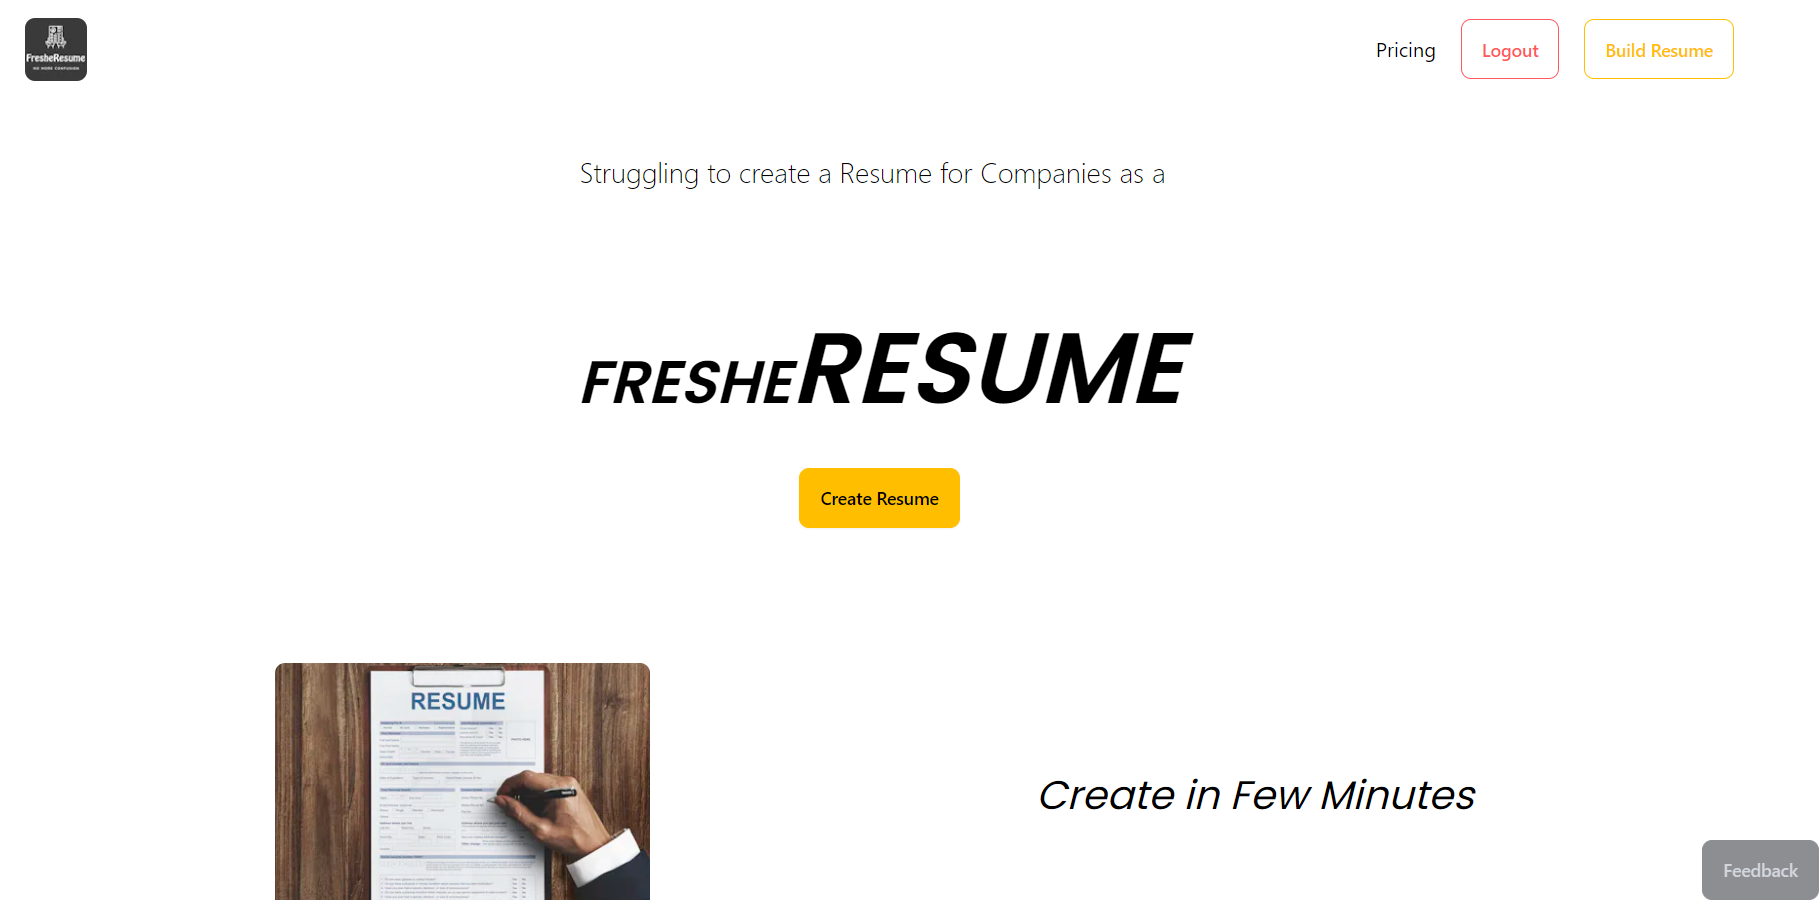 FresheResume
NO MORE CONFUSION
Pricing
Logout
Build Resume
Struggling to create a Resume for Companies as a
FRESHERESUME
Create Resume
RESUME
Create in Few Minutes
Feedback